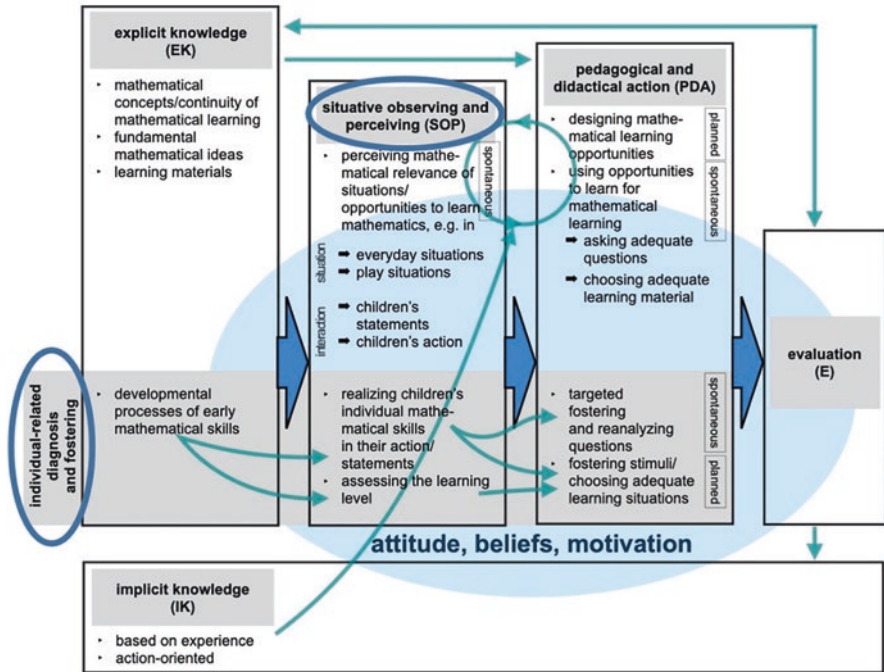 explicit knowledge
(EK)
‣ mathematical
concepts/continuity of
mathematical learning
‣ fundamental
mathematical ideas
‣ learning materials
situative observing and
perceiving (SOP)
‣ perceiving mathe-
matical relevance of
situations/
opportunities to learn
mathematics, e.g. in
spontaneous
situations
➡ everyday situations
➡ play situations
interaction
➡ children's
statements
➡ children's action
pedagogical and
didactical action (PDA)
‣ designing mathe-
matical learning
opportunities
planned
‣ using opportunities
to learn for
mathematical
learning
spontaneous
➡ asking adequate
questions
➡ choosing adequate
learning material
evaluation
(E)
individual-related
diagnosis
and fostering
‣ developmental
processes of early
mathematical skills
‣ realizing children's
individual mathe-
matical skills
in their action/
statements
‣ assessing the learning
level
‣ targeted
fostering
and reanalyzing
questions
spontaneous
‣ fostering stimuli/
choosing adequate
learning situations
planned
attitude, beliefs, motivation
implicit knowledge
(IK)
‣ based on experience
‣ action-oriented